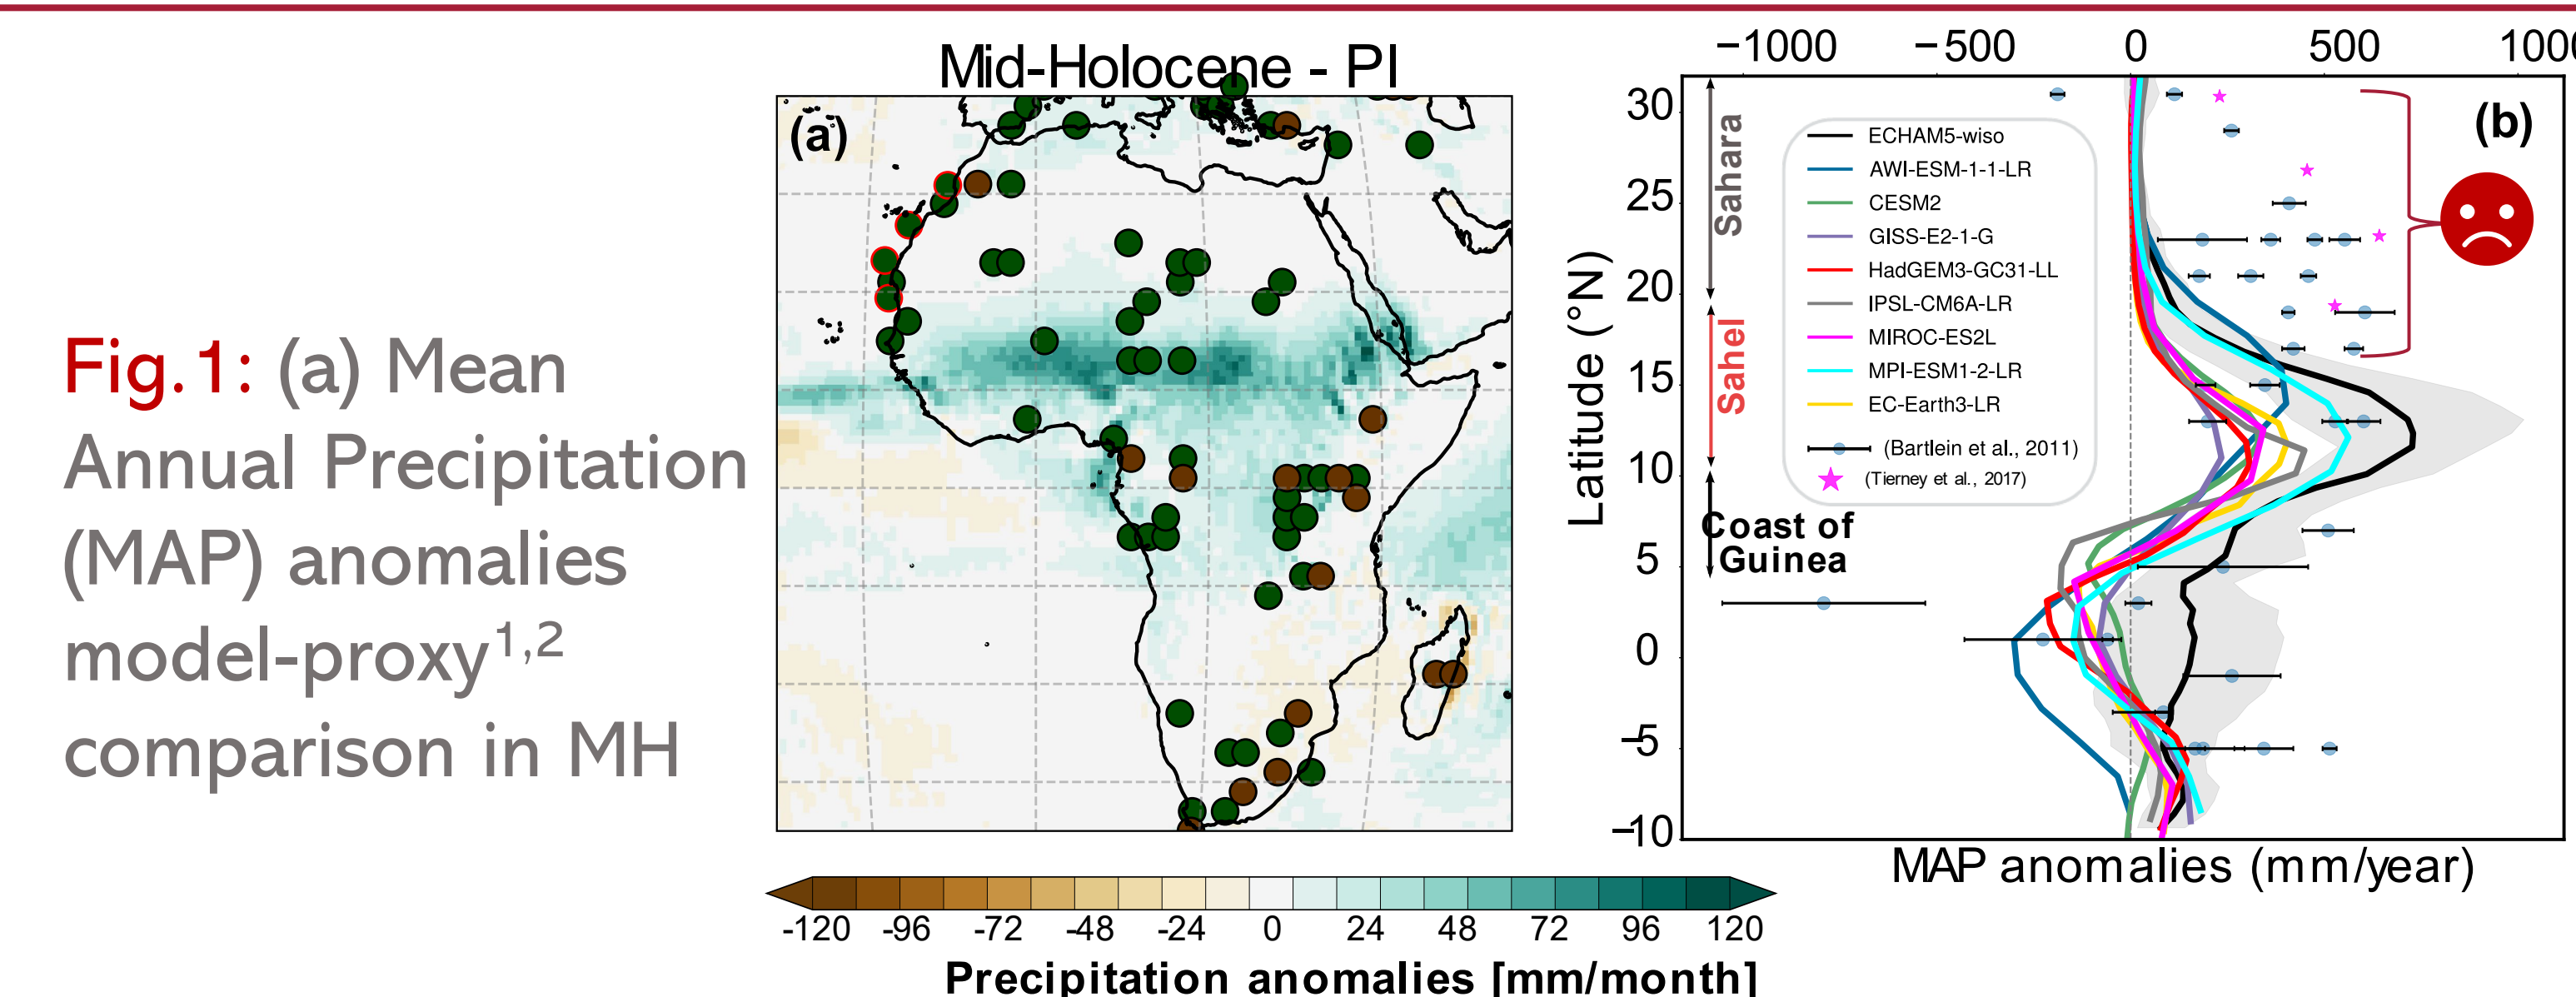 Fig.1: (a) Mean
Annual Precipitation
(MAP) anomalies
model-proxy1,2
comparison in MH
Mid-Holocene - PI
(a)
-120 -96 -72 -48 -24 0 24 48 72 96 120
Precipitation anomalies [mm/month]
−1000 −500 0 500 1000
(b)
Latitude (°N)
30
25
20
15
10
5
0
−5
−10
Sahara
Sahel
Coast of
Guinea
ECHAM5-wiso
AWI-ESM-1-1-LR
CESM2
GISS-E2-1-G
HadGEM3-GC31-LL
IPSL-CM6A-LR
MIROC-ES2L
MPI-ESM1-2-LR
EC-Earth3-LR
(Bartlein et al., 2011)
(Tierney et al., 2017)
MAP anomalies (mm/year)